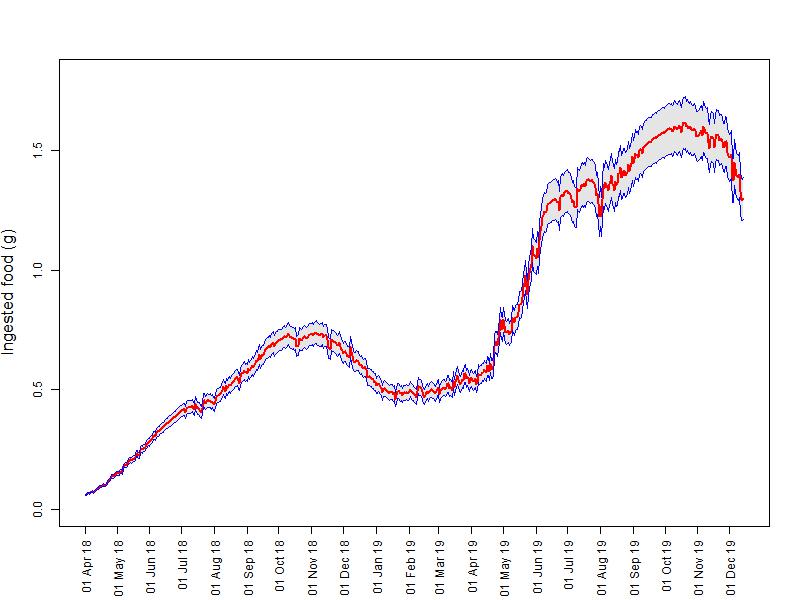 Ingested food (g)
1.5
1.0
0.5
0.0
01 Apr 18
01 May 18
01 Jun 18
01 Jul 18
01 Aug 18
01 Sep 18
01 Oct 18
01 Nov 18
01 Dec 18
01 Jan 19
01 Feb 19
01 Mar 19
01 Apr 19
01 May 19
01 Jun 19
01 Jul 19
01 Aug 19
01 Sep 19
01 Oct 19
01 Nov 19
01 Dec 19